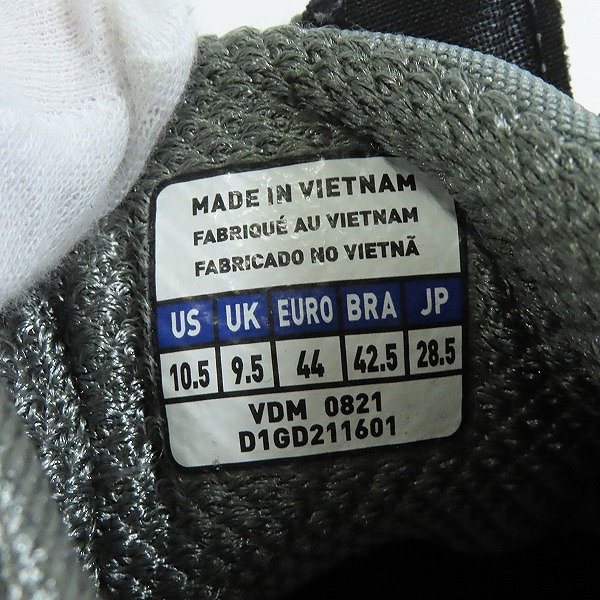 MADE IN VIETNAM
FABRIQUÉ AU VIETNAM
FABRICADO NO VIETNÃ
US UK EURO BRA JP
10.5 9.5 44 42.5 28.5
VDM 0821
D1GD211601